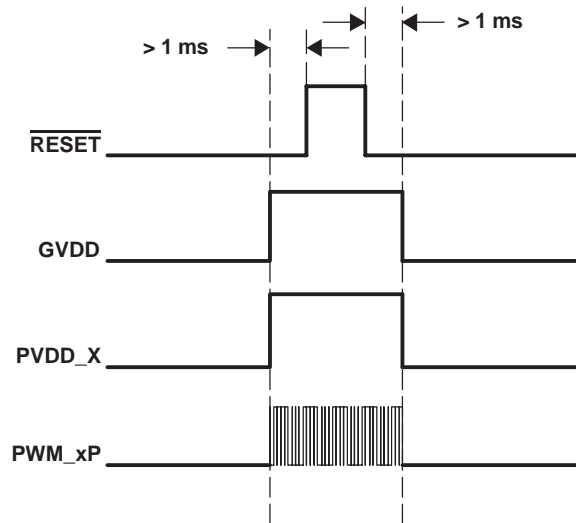 > 1 ms
> 1 ms
RESET
GVDD
PVDD_X
PWM_xP